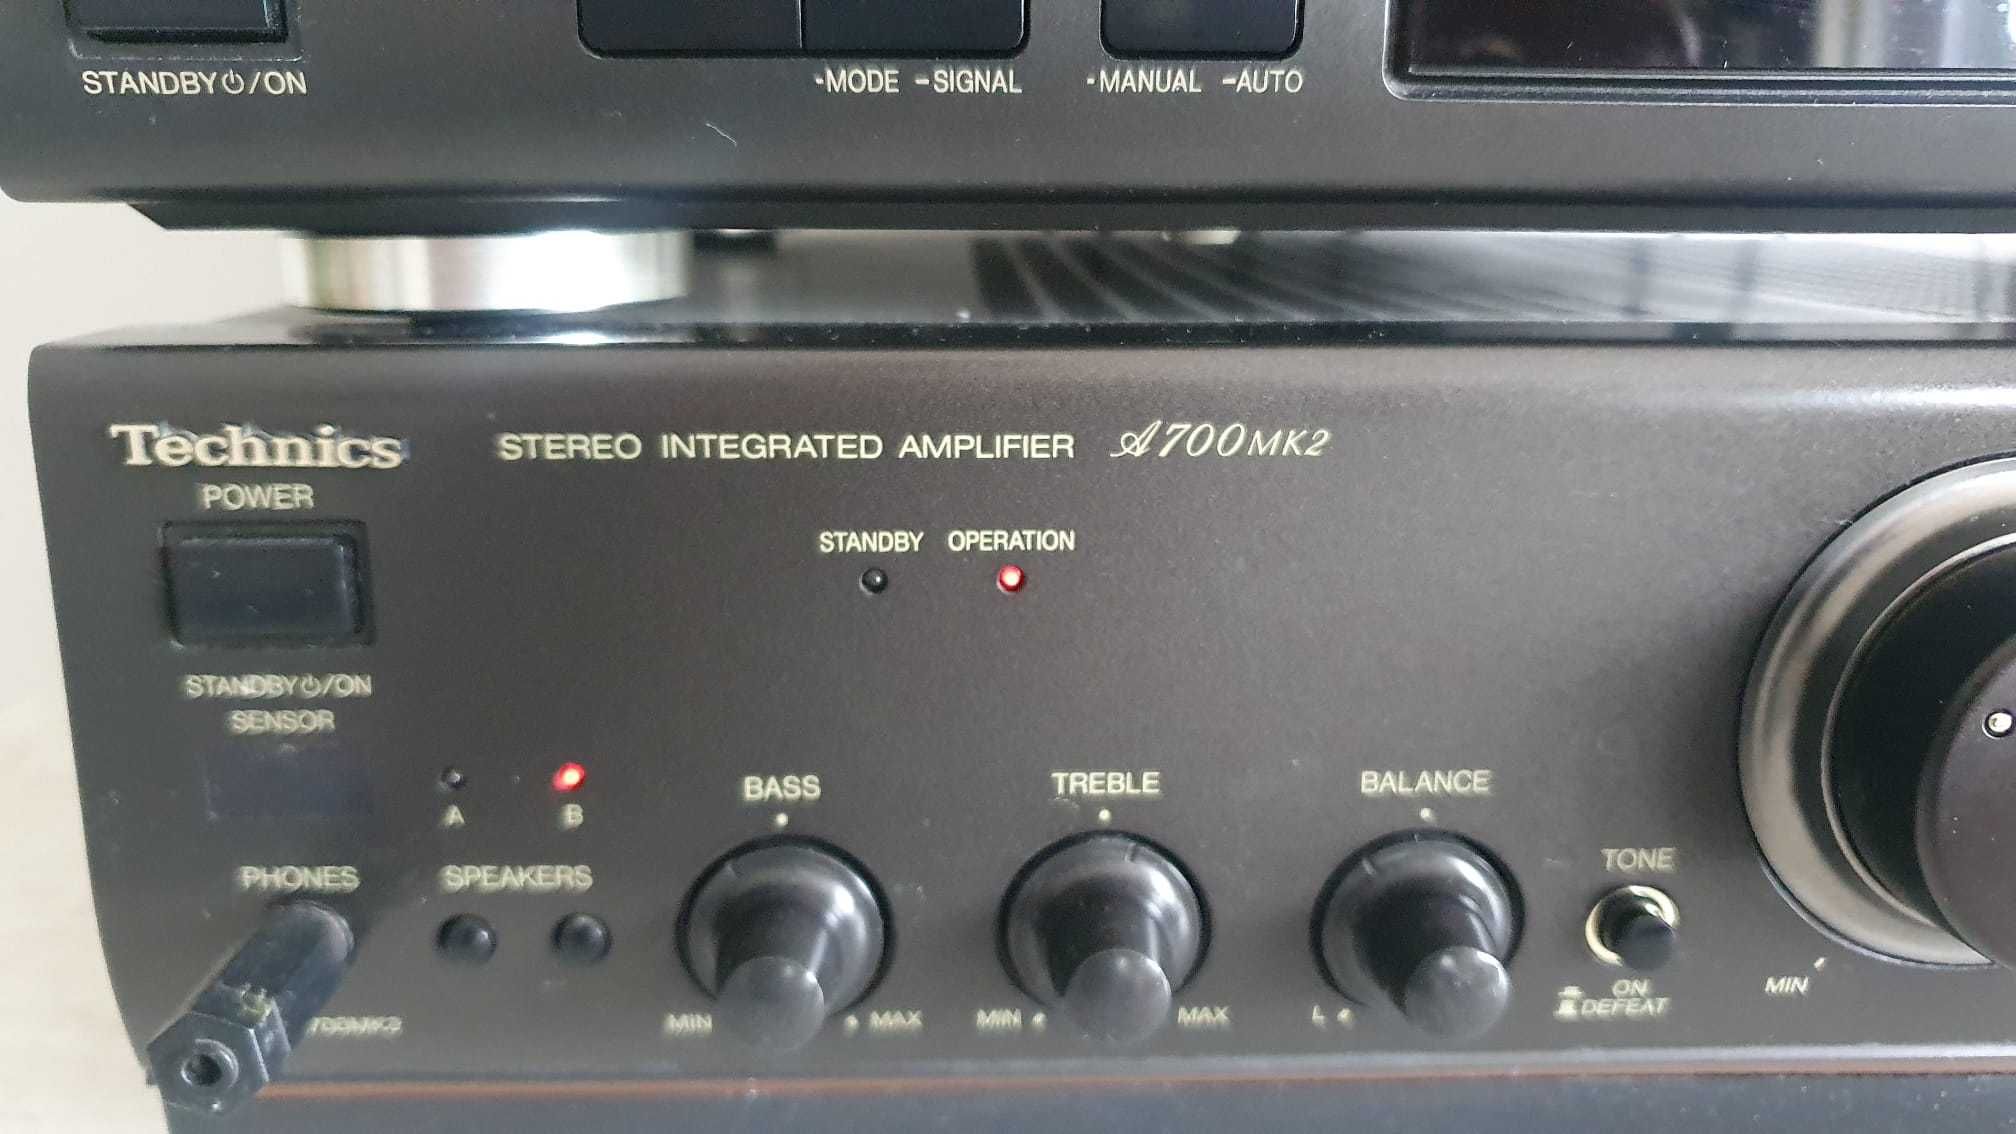 STANDBY⏻/ON
-MODE -SIGNAL
-MANUAL -AUTO
Technics
STEREO INTEGRATED AMPLIFIER A700MK2
POWER
STANDBY OPERATION
STANDBY⏻/ON
SENSOR
A B
BASS
TREBLE
BALANCE
PHONES
SPEAKERS
TONE
MIN MAX
MIN MAX
L
ON
DEFEAT
MIN
700MK2